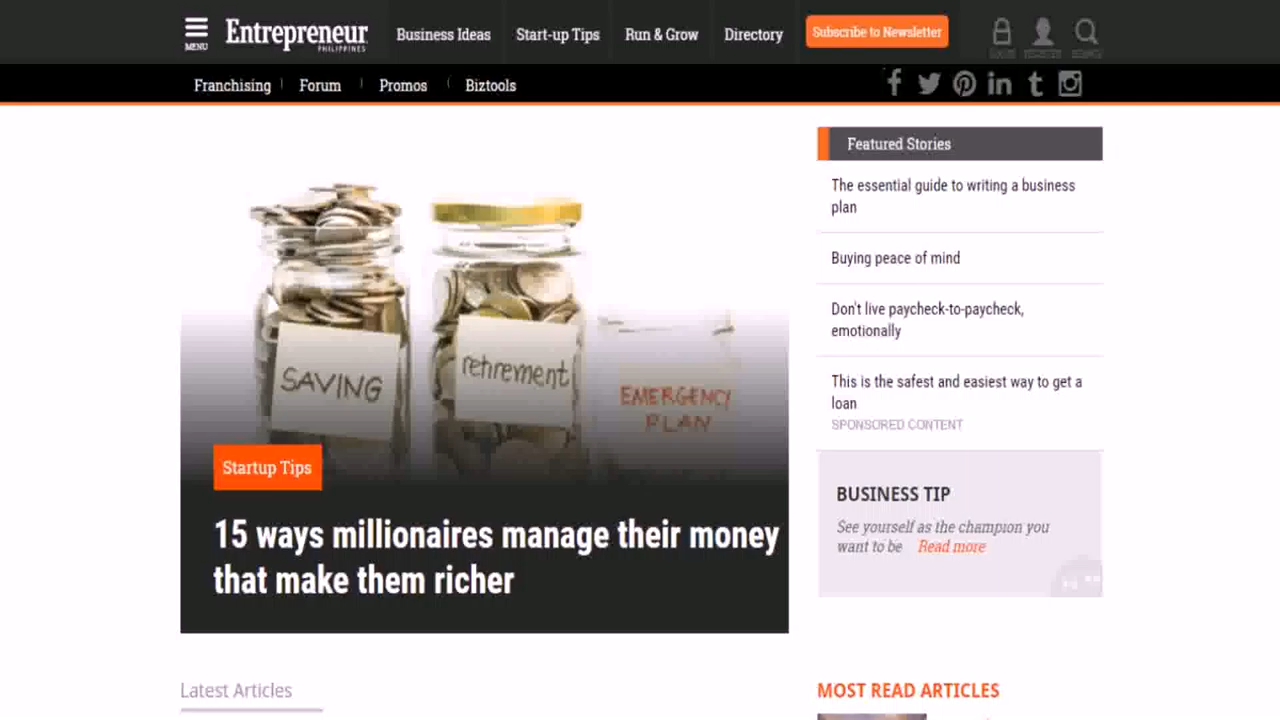 MENU
Entrepreneur
PHILIPPINES
Business Ideas
Start-up Tips
Run & Grow
Directory
Subscribe to Newsletter
Franchising
Forum
Promos
Biztools
SAVING
retirement
EMERGENCY
PLAN
Startup Tips
15 ways millionaires manage their money
that make them richer
Featured Stories
The essential guide to writing a business
plan
Buying peace of mind
Don't live paycheck-to-paycheck,
emotionally
This is the safest and easiest way to get a
loan
SPONSORED CONTENT
BUSINESS TIP
See yourself as the champion you
want to be Read more
Latest Articles
MOST READ ARTICLES